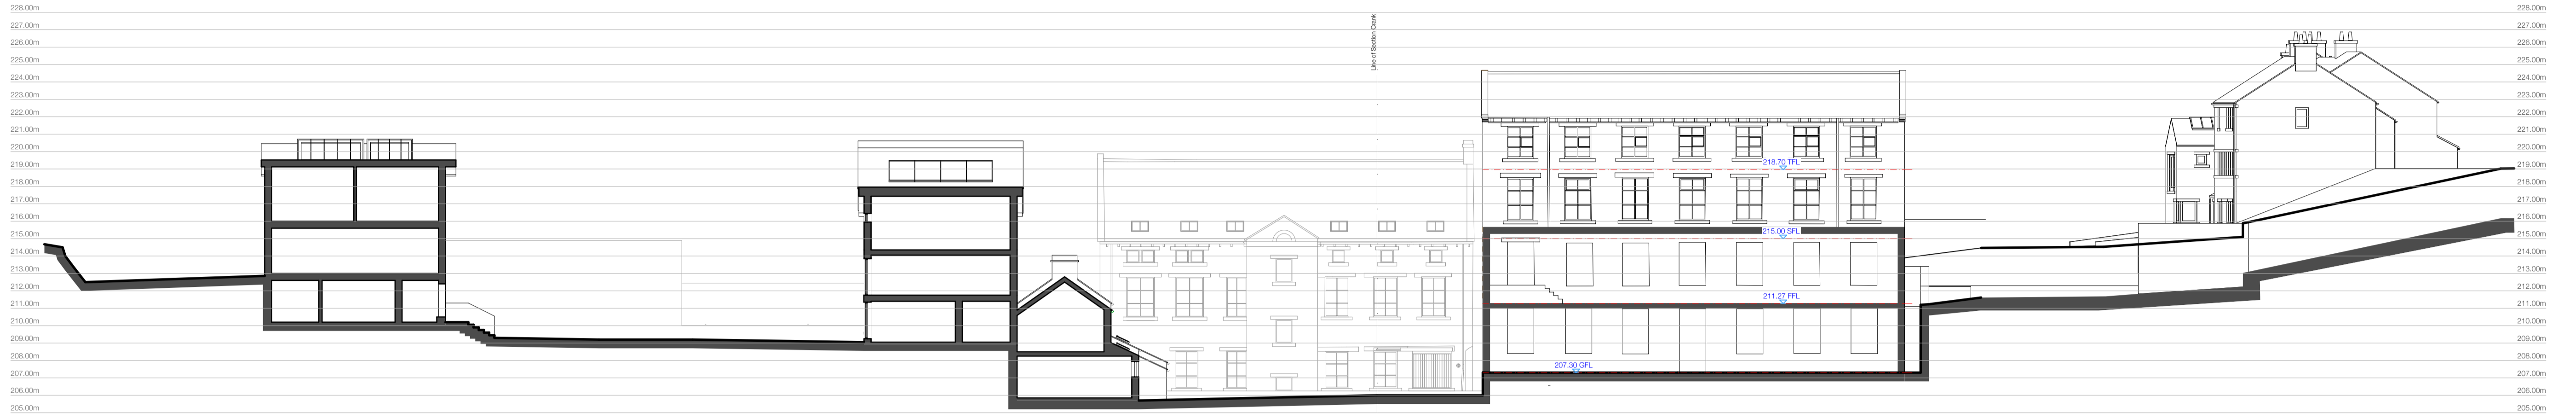 228.00m
227.00m
226.00m
225.00m
224.00m
223.00m
222.00m
221.00m
220.00m
219.00m
218.00m
217.00m
216.00m
215.00m
214.00m
213.00m
212.00m
211.00m
210.00m
209.00m
208.00m
207.00m
206.00m
205.00m
Line of Section Crank
218.70 TFL
215.00 SFL
211.27 FFL
207.30 GFL
228.00m
227.00m
226.00m
225.00m
224.00m
223.00m
222.00m
221.00m
220.00m
219.00m
218.00m
217.00m
216.00m
215.00m
214.00m
213.00m
212.00m
211.00m
210.00m
209.00m
208.00m
207.00m
206.00m
205.00m